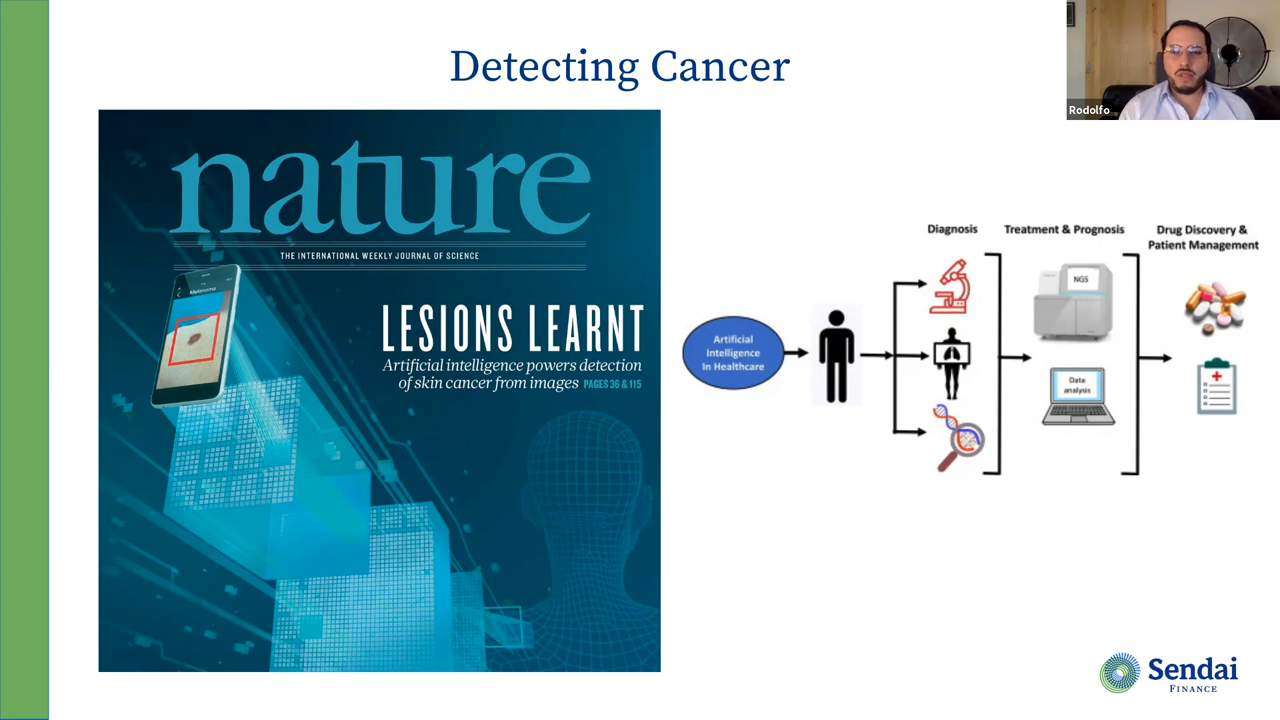 Detecting Cancer
Rodolfo
nature
THE INTERNATIONAL WEEKLY JOURNAL OF SCIENCE
Melanoma
LESIONS LEARNT
Artificial intelligence powers detection
of skin cancer from images PAGES 36 & 115
Artificial
Intelligence
In Healthcare
Diagnosis
Treatment & Prognosis
NGS
Data
analysis
Drug Discovery &
Patient Management
Sendai
FINANCE